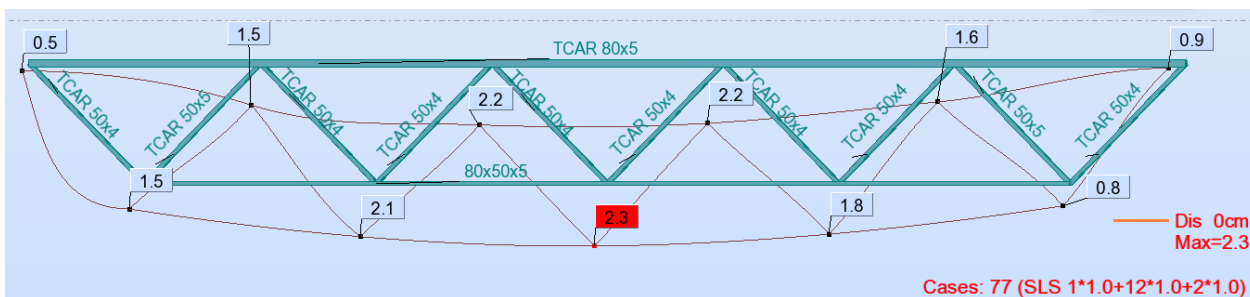 0.5
1.5
TCAR 80x5
1.6
0.9
TCAR 50x4
TCAR 50x5
TCAR 50x4
TCAR 50x4
2.2
TCAR 50x4
TCAR 50x4
2.2
TCAR 50x4
TCAR 50x4
TCAR 50x5
TCAR 50x4
1.5
80x50x5
2.1
2.3
1.8
0.8
Dis 0cm
Max=2.3
Cases: 77 (SLS 1*1.0+12*1.0+2*1.0)